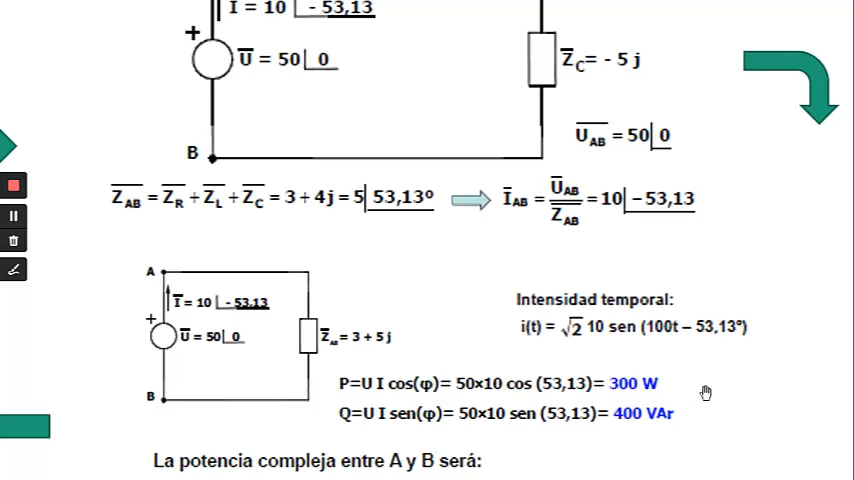 I = 10 |- 53,13
+
U = 50|0
Z_C = - 5 j
U_AB = 50|0
B
Z_AB = Z_R + Z_L + Z_C = 3 + 4j = 5|53,13º
I_AB = U_AB / Z_AB = 10|-53,13
A
I = 10 |- 53,13
+
U = 50|0
Z_AB = 3 + 5 j
B
Intensidad temporal:
i(t) = √2 10 sen (100t – 53,13º)
P=U I cos(φ)= 50×10 cos (53,13)= 300 W
Q=U I sen(φ)= 50×10 sen (53,13)= 400 VAr
La potencia compleja entre A y B será: